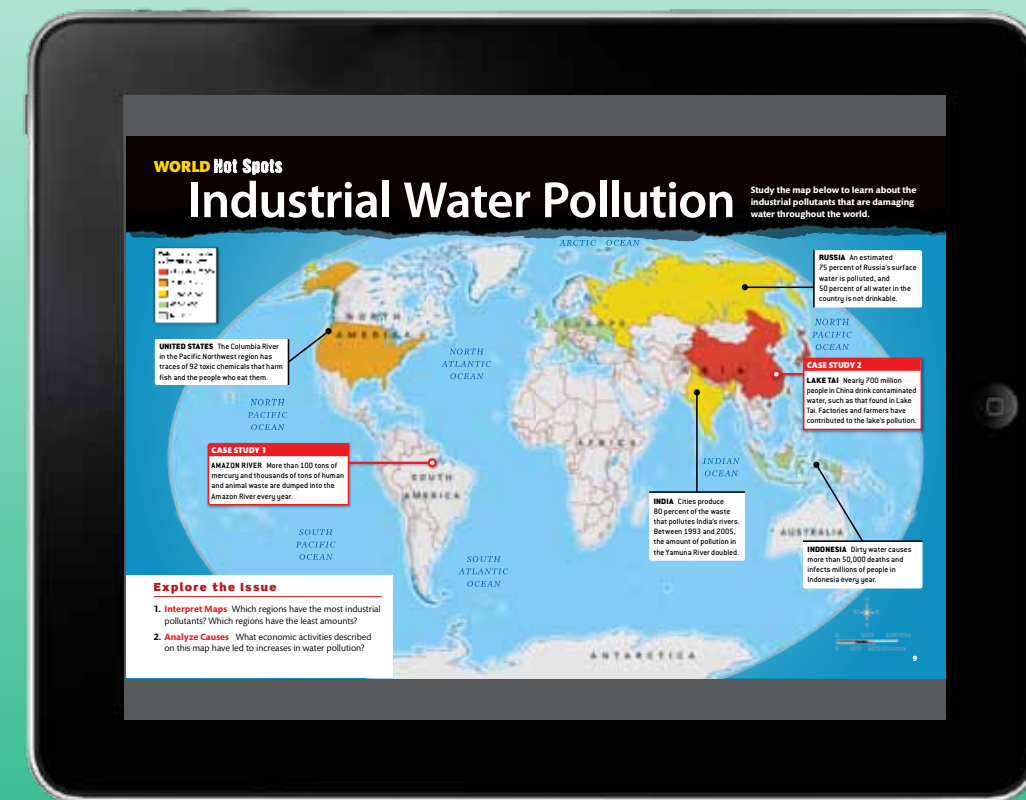 WORLD Hot Spots
Industrial Water Pollution
Study the map below to learn about the
industrial pollutants that are damaging
water throughout the world.
ARCTIC OCEAN
RUSSIA An estimated
75 percent of Russia's surface
water is polluted, and
50 percent of all water in the
country is not drinkable.
NORTH
AMERICA
EUROPE
NORTH
PACIFIC
OCEAN
UNITED STATES The Columbia River
in the Pacific Northwest region has
traces of 92 toxic chemicals that harm
fish and the people who eat them.
NORTH
ATLANTIC
OCEAN
ASIA
CASE STUDY 2
LAKE TAI Nearly 700 million
people in China drink contaminated
water, such as that found in Lake
Tai. Factories and farmers have
contributed to the lake's pollution.
NORTH
PACIFIC
OCEAN
AFRICA
CASE STUDY 1
AMAZON RIVER More than 100 tons of
mercury and thousands of tons of human
and animal waste are dumped into the
Amazon River every year.
SOUTH
AMERICA
INDIAN
OCEAN
INDIA Cities produce
80 percent of the waste
that pollutes India's rivers.
Between 1993 and 2005,
the amount of pollution in
the Yamuna River doubled.
AUSTRALIA
INDONESIA Dirty water causes
more than 50,000 deaths and
infects millions of people in
Indonesia every year.
SOUTH
PACIFIC
OCEAN
SOUTH
ATLANTIC
OCEAN
Explore the Issue
1. Interpret Maps Which regions have the most industrial
pollutants? Which regions have the least amounts?
2. Analyze Causes What economic activities described
on this map have led to increases in water pollution?
ANTARCTICA
9